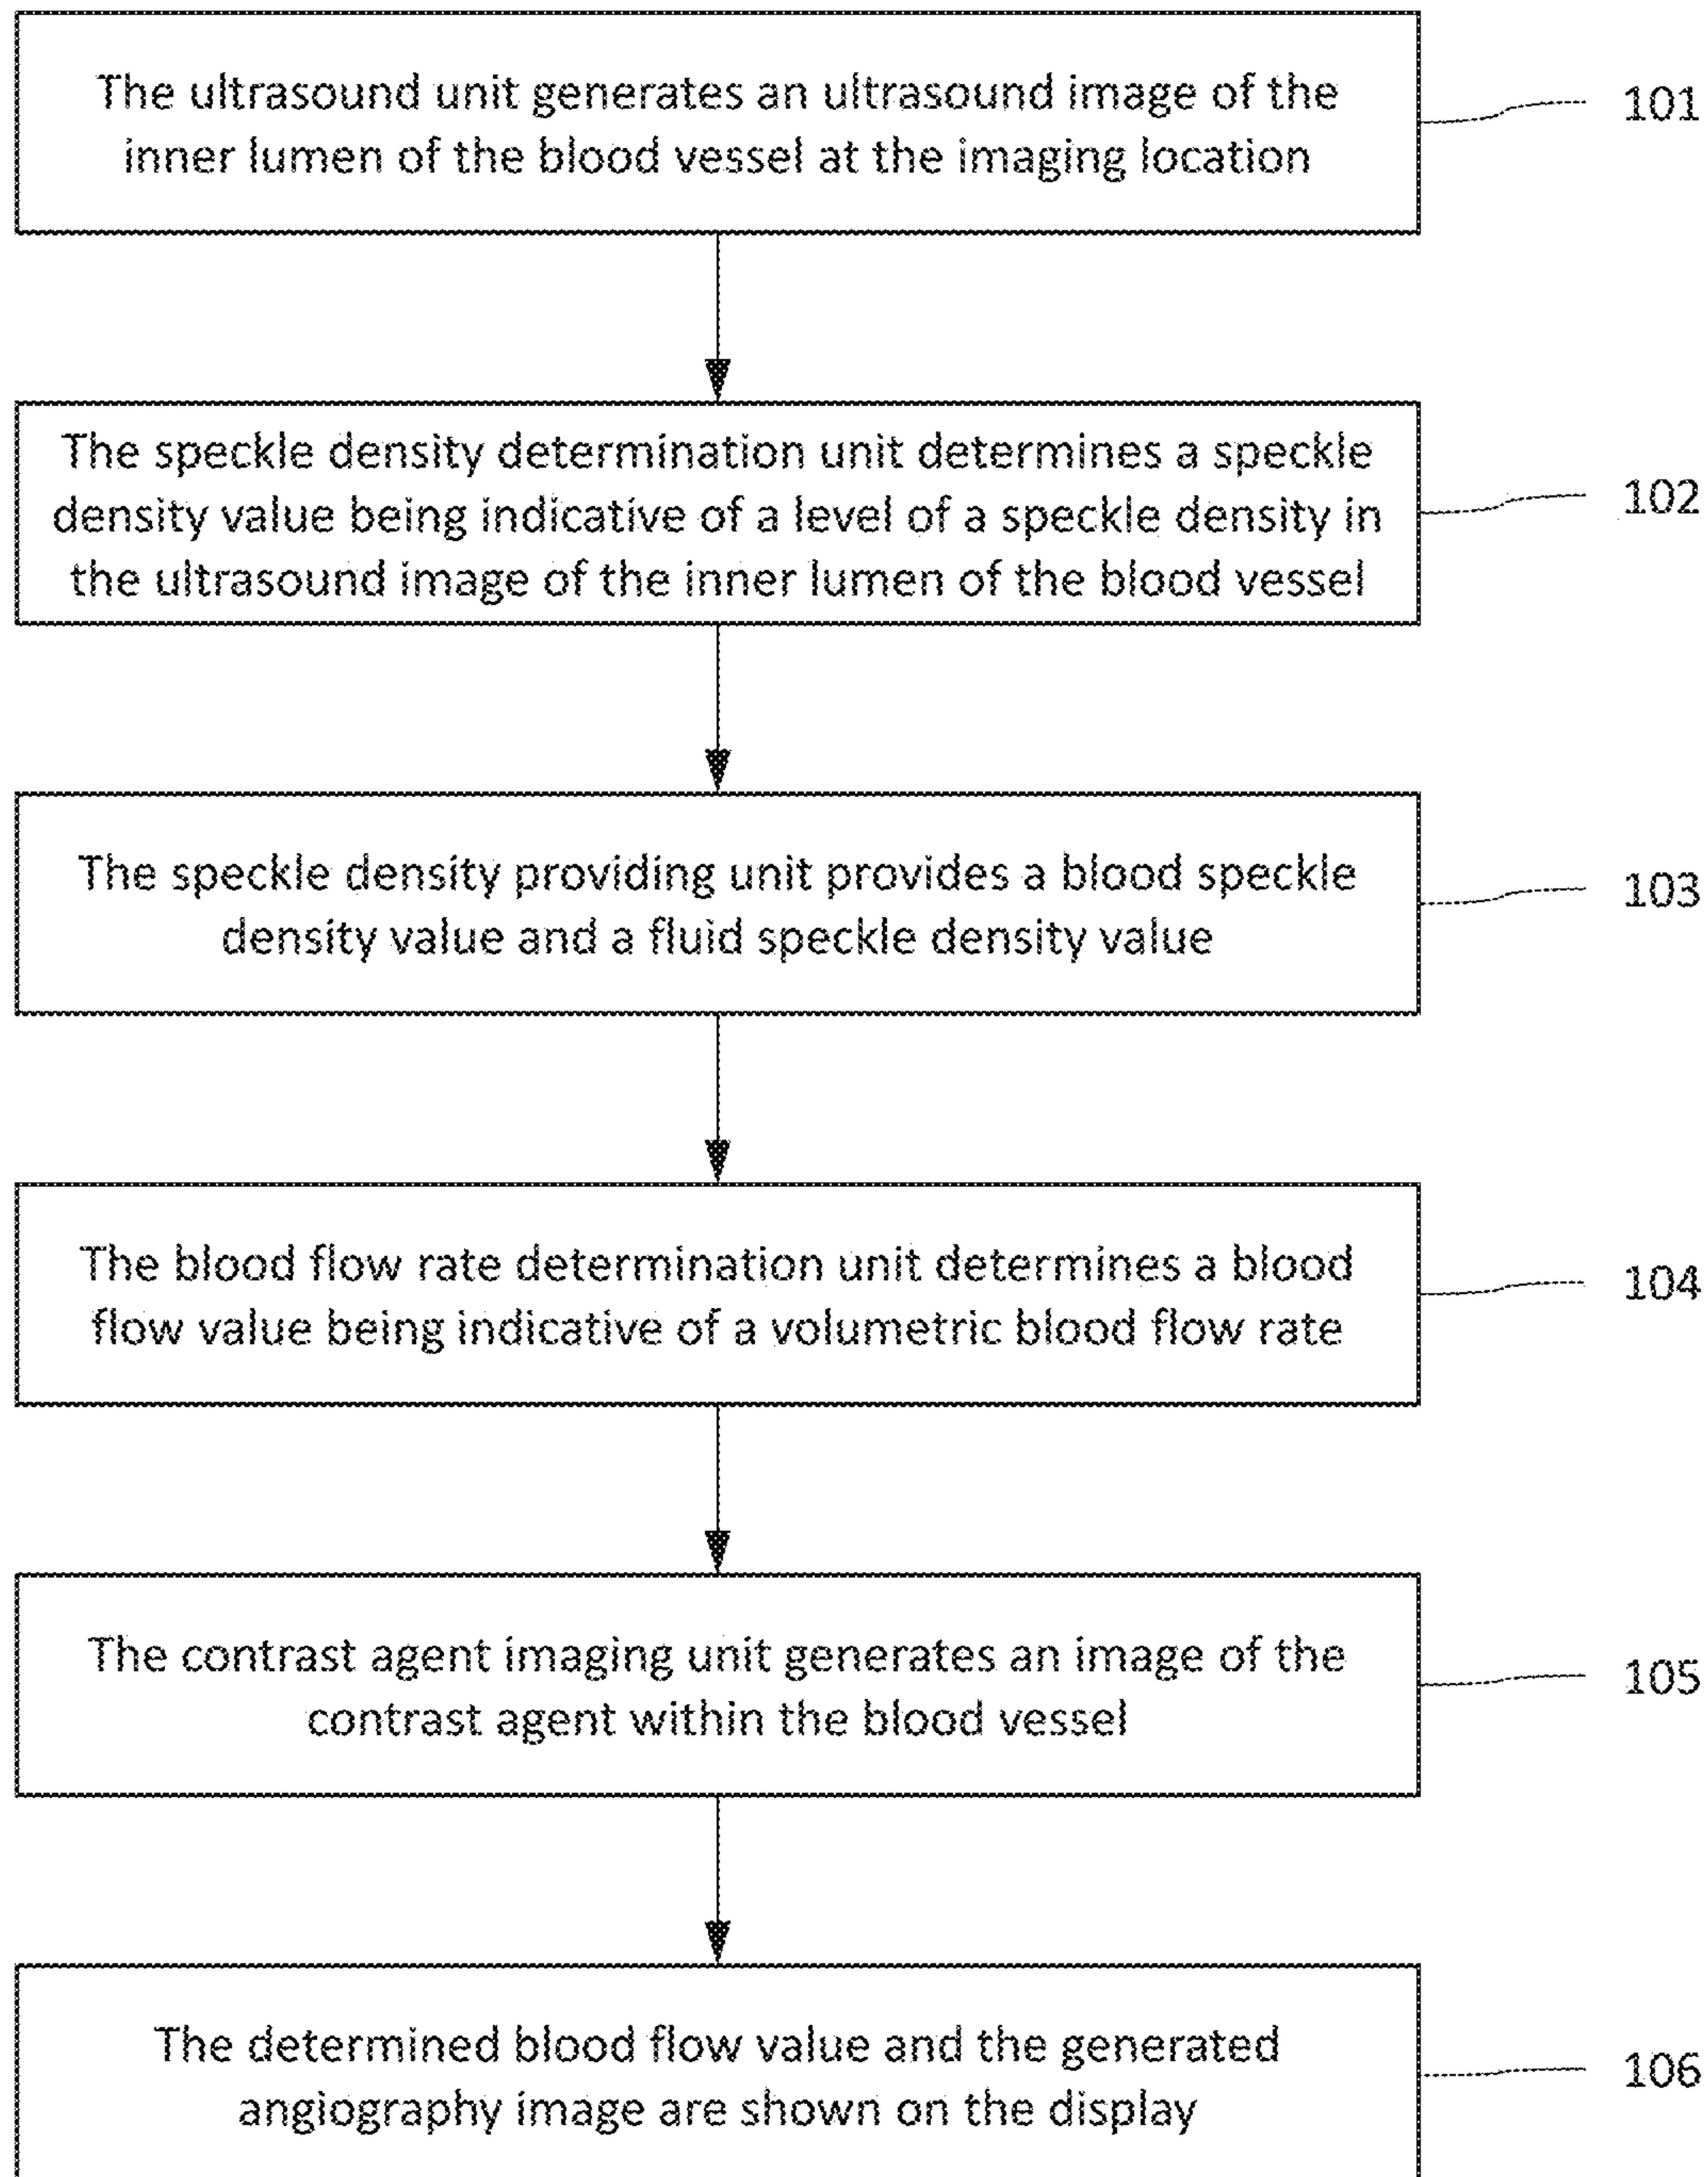 The ultrasound unit generates an ultrasound image of the
inner lumen of the blood vessel at the imaging location
101
The speckle density determination unit determines a speckle
density value being indicative of a level of a speckle density in
the ultrasound image of the inner lumen of the blood vessel
102
The speckle density providing unit provides a blood speckle
density value and a fluid speckle density value
103
The blood flow rate determination unit determines a blood
flow value being indicative of a volumetric blood flow rate
104
The contrast agent imaging unit generates an image of the
contrast agent within the blood vessel
105
The determined blood flow value and the generated
angiography image are shown on the display
106